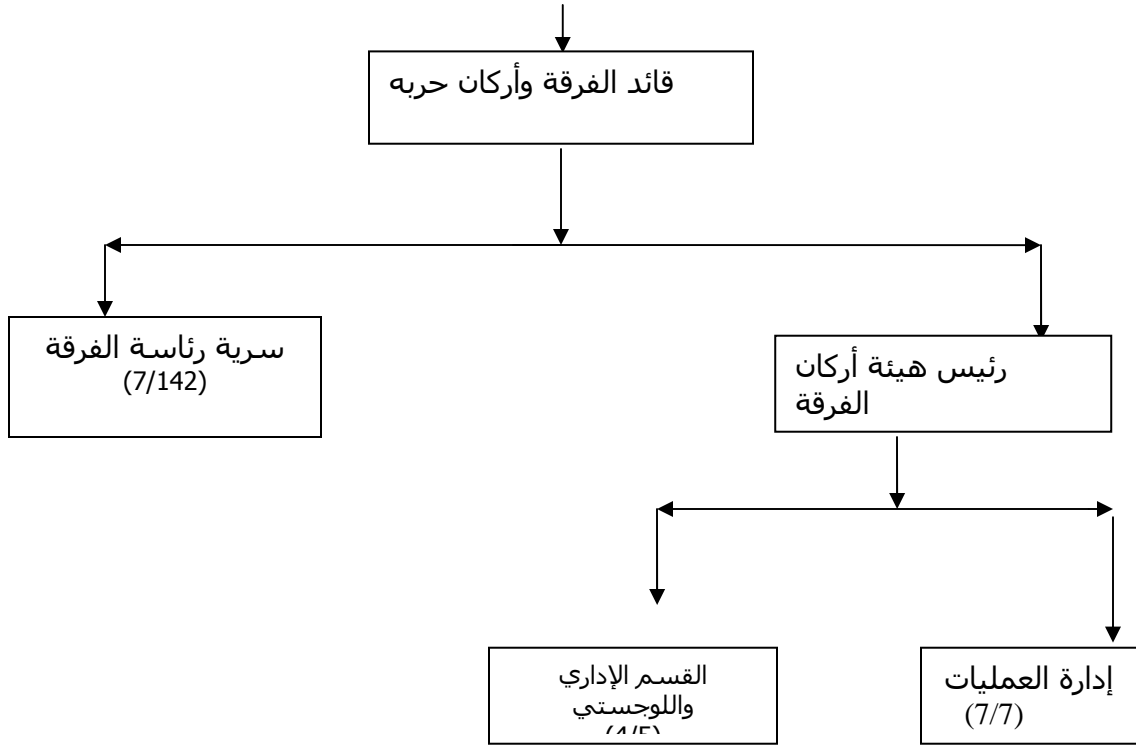 قائد الفرقة وأركان حربه
سرية رئاسة الفرقة
(7/142)
رئيس هيئة أركان
الفرقة
القسم الإداري
واللوجستي
إدارة العمليات
(7/7)